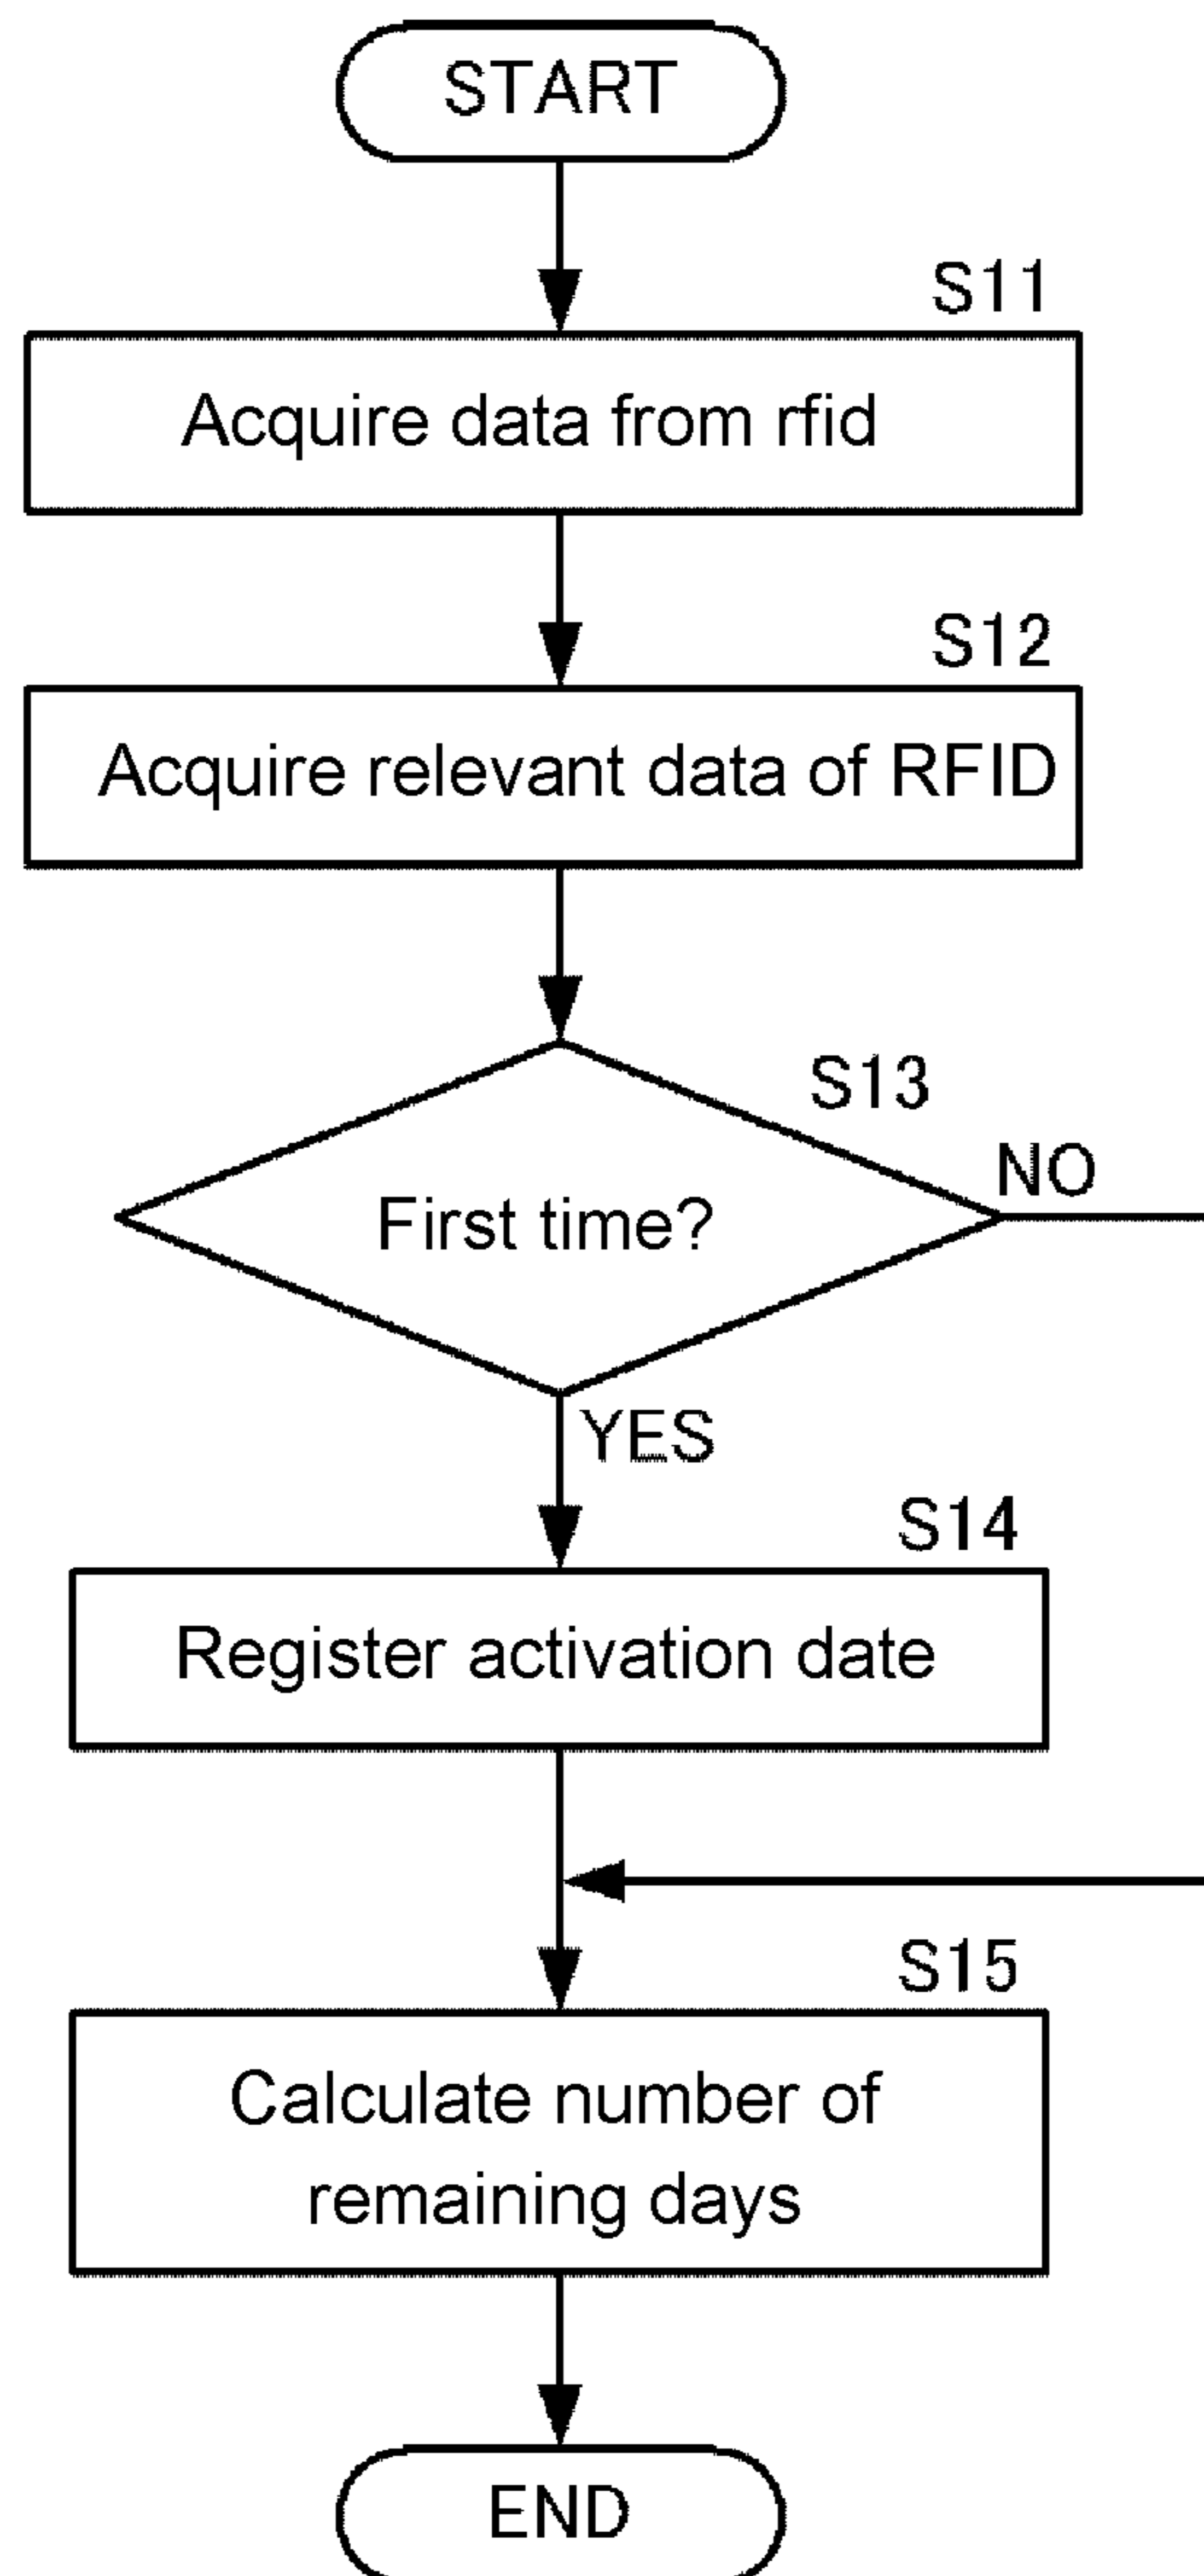 START
S11
Acquire data from rfid
S12
Acquire relevant data of RFID
S13
NO
First time?
YES
S14
Register activation date
S15
Calculate number of
remaining days
END